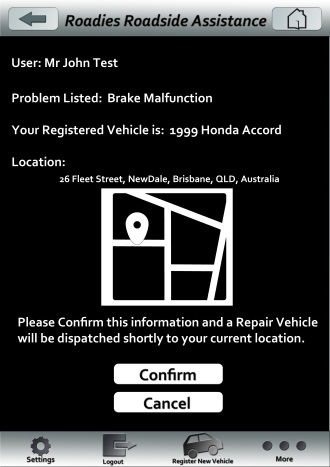 Roadies Roadside Assistance
User: Mr John Test
Problem Listed: Brake Malfunction
Your Registered Vehicle is: 1999 Honda Accord
Location:
26 Fleet Street, NewDale, Brisbane, QLD, Australia
Please Confirm this information and a Repair Vehicle
will be dispatched shortly to your current location.
Confirm
Cancel
Settings
Logout
Register New Vehicle
More